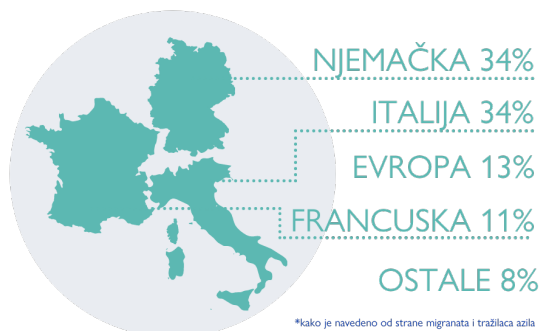 NJEMAČKA 34%
ITALIJA 34%
EVROPA 13%
FRANCUSKA 11%
OSTALE 8%
*kako je navedeno od strane migranata i tražilaca azila